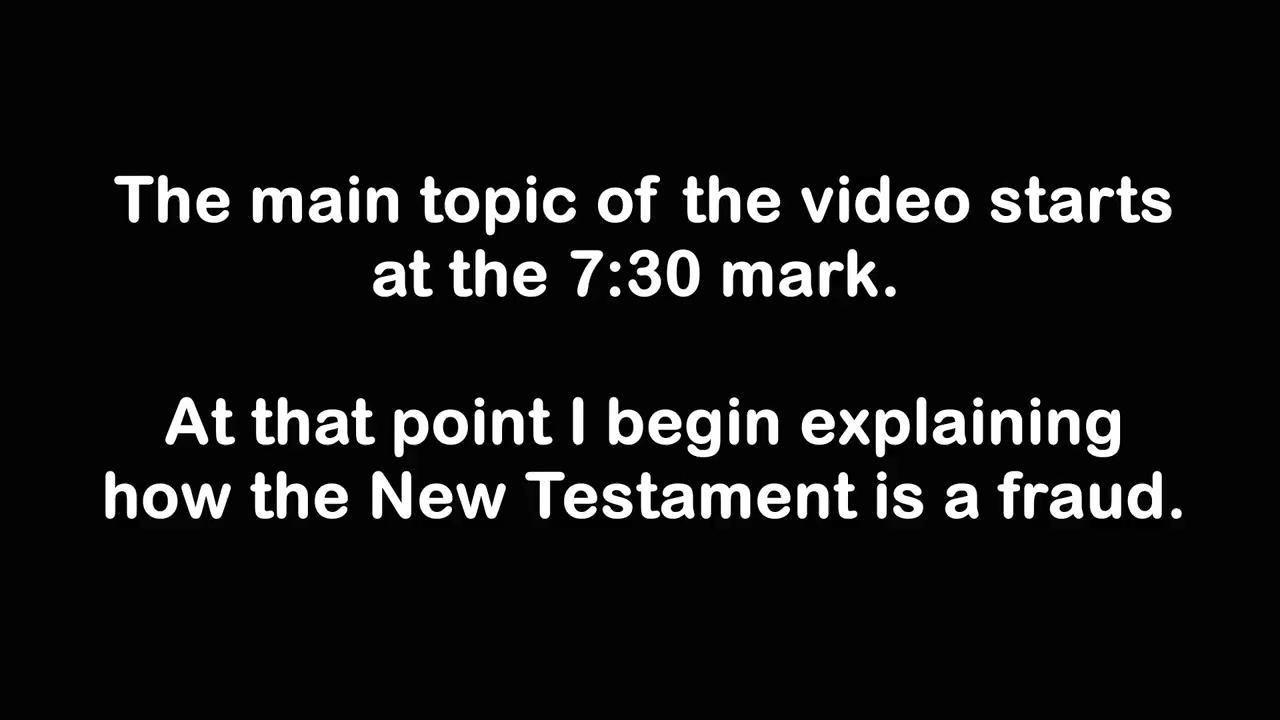 The main topic of the video starts
at the 7:30 mark.
At that point I begin explaining
how the New Testament is a fraud.